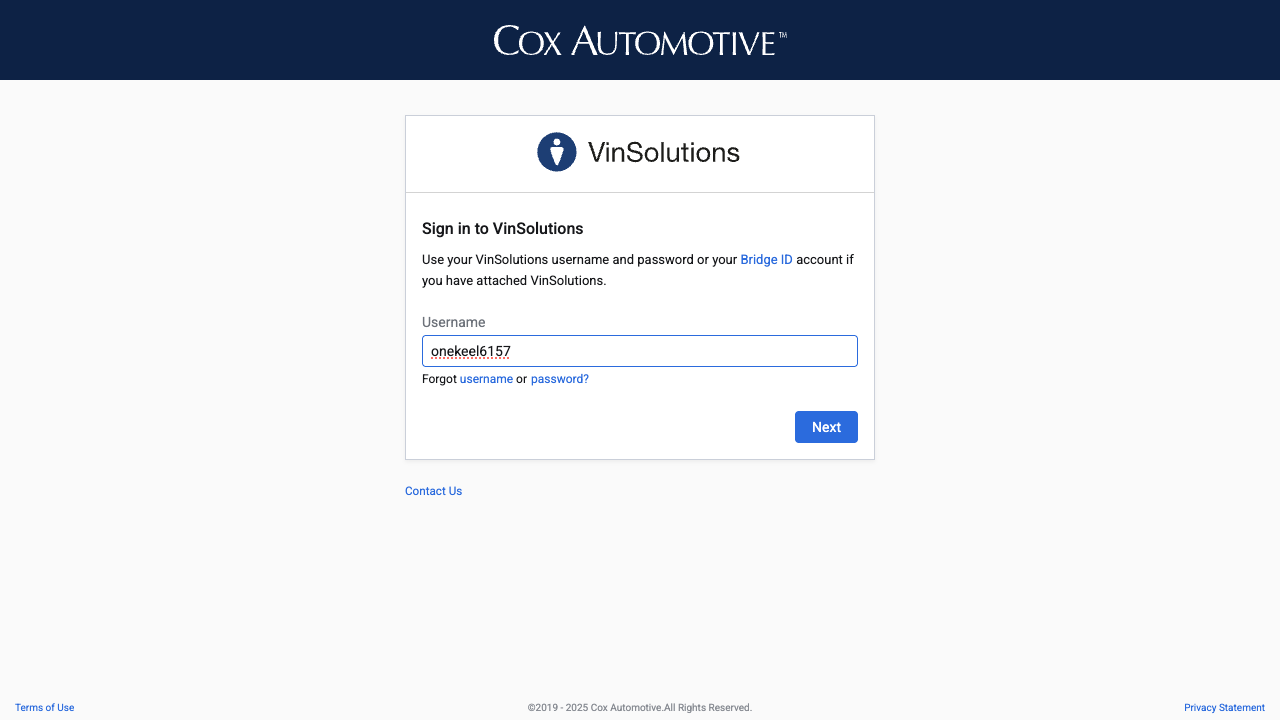 COX AUTOMOTIVE™
VinSolutions
Sign in to VinSolutions
Use your VinSolutions username and password or your Bridge ID account if
you have attached VinSolutions.
Username
onekeel6157
Forgot username or password?
Next
Contact Us
Terms of Use
©2019 - 2025 Cox Automotive.All Rights Reserved.
Privacy Statement